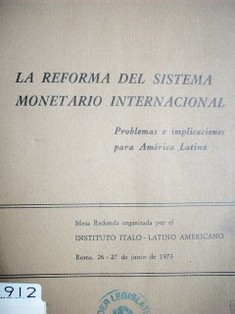 LA REFORMA DEL SISTEMA
MONETARIO INTERNACIONAL
Problemas e implicaciones
para América Latina
Mesa Redonda organizada por el
INSTITUTO ITALO-LATINO AMERICANO
Roma, 26-27 de junio de 1973
912